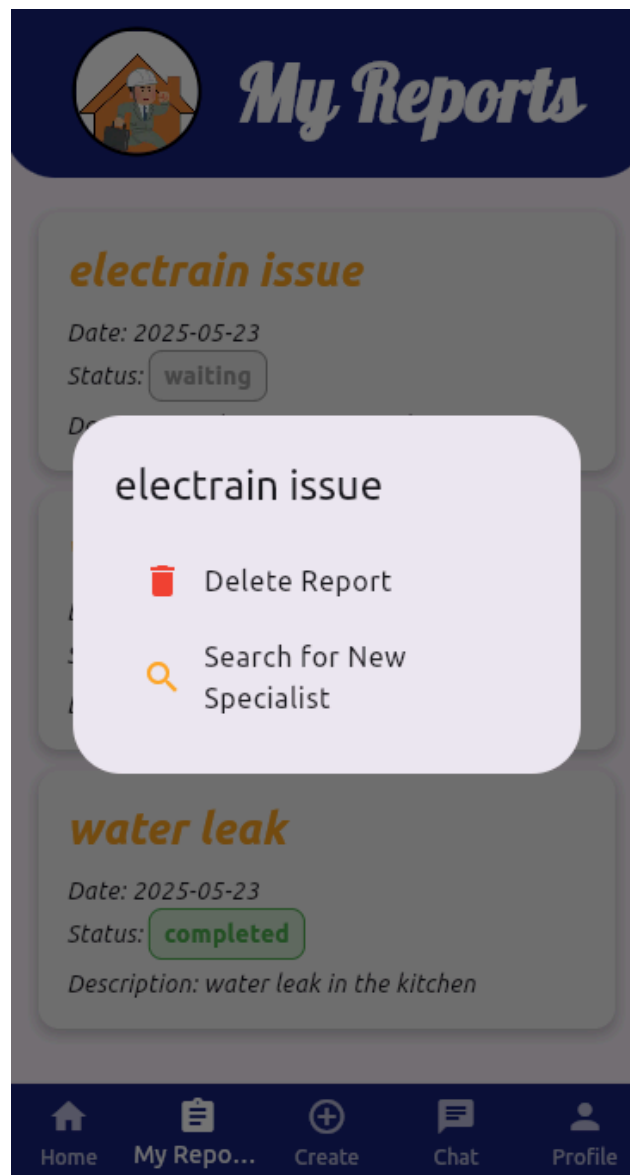 My Reports
electrain issue
Date: 2025-05-23
Status: waiting
electrain issue
Delete Report
Search for New
Specialist
water leak
Date: 2025-05-23
Status: completed
Description: water leak in the kitchen
Home
My Repo...
Create
Chat
Profile